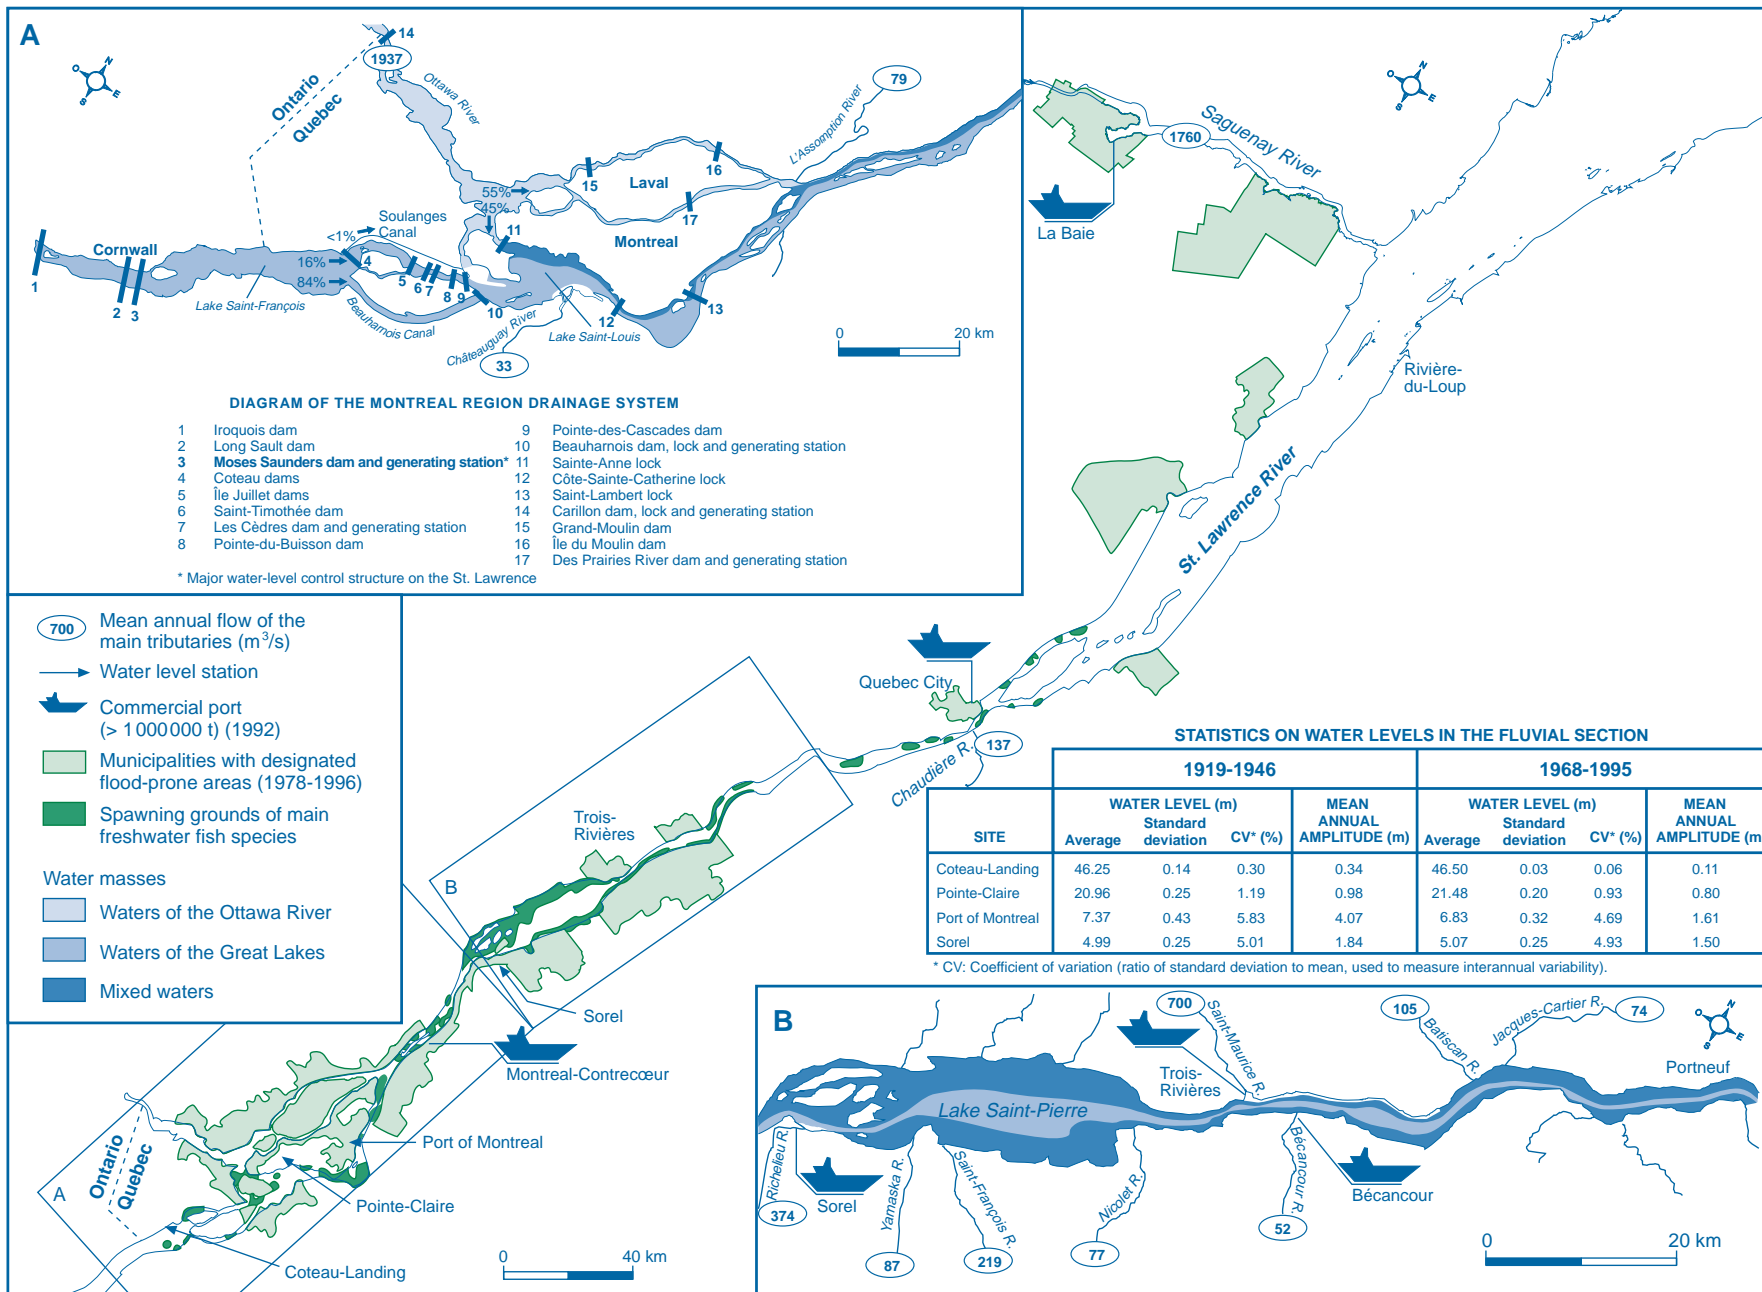 A
14
1937
O
N
S
E
Ontario
Quebec
Ottawa River
79
L'Assomption River
15
16
Laval
55%
45%
17
Montreal
Soulanges
Canal
<1%
11
Cornwall
16%
84%
4
5
6
7
8
9
10
1
2
3
Lake Saint-François
Beauharnois Canal
Châteauguay River
33
Lake Saint-Louis
12
13
0
20 km
DIAGRAM OF THE MONTREAL REGION DRAINAGE SYSTEM
1 Iroquois dam
2 Long Sault dam
3 Moses Saunders dam and generating station*
4 Coteau dams
5 Île Juillet dams
6 Saint-Timothée dam
7 Les Cèdres dam and generating station
8 Pointe-du-Buisson dam
9 Pointe-des-Cascades dam
10 Beauharnois dam, lock and generating station
11 Sainte-Anne lock
12 Côte-Sainte-Catherine lock
13 Saint-Lambert lock
14 Carillon dam, lock and generating station
15 Grand-Moulin dam
16 Île du Moulin dam
17 Des Prairies River dam and generating station
* Major water-level control structure on the St. Lawrence
O
N
S
E
Saguenay River
1760
La Baie
Rivière-
du-Loup
St. Lawrence River
Quebec City
137
Chaudière R.
700
Mean annual flow of the
main tributaries (m3/s)
Water level station
Commercial port
(> 1 000 000 t) (1992)
Municipalities with designated
flood-prone areas (1978-1996)
Spawning grounds of main
freshwater fish species
Water masses
Waters of the Ottawa River
Waters of the Great Lakes
Mixed waters
Trois-
Rivières
B
Sorel
Montreal-Contrecœur
Port of Montreal
Pointe-Claire
Coteau-Landing
Ontario
Quebec
A
0
40 km
STATISTICS ON WATER LEVELS IN THE FLUVIAL SECTION
1919-1946 1968-1995
WATER LEVEL (m) MEAN WATER LEVEL (m) MEAN
Standard ANNUAL Standard ANNUAL
SITE Average deviation CV* (%) AMPLITUDE (m) Average deviation CV* (%) AMPLITUDE (m
Coteau-Landing 46.25 0.14 0.30 0.34 46.50 0.03 0.06 0.11
Pointe-Claire 20.96 0.25 1.19 0.98 21.48 0.20 0.93 0.80
Port of Montreal 7.37 0.43 5.83 4.07 6.83 0.32 4.69 1.61
Sorel 4.99 0.25 5.01 1.84 5.07 0.25 4.93 1.50
* CV: Coefficient of variation (ratio of standard deviation to mean, used to measure interannual variability).
B
700
Saint-Maurice R.
105
Batiscan R.
Jacques-Cartier R.
74
N
O
E
S
Trois-
Rivières
Portneuf
Lake Saint-Pierre
Richelieu R.
374
Sorel
Yamaska R.
87
Saint-François R.
219
Nicolet R.
77
Bécancour R.
52
Bécancour
0
20 km